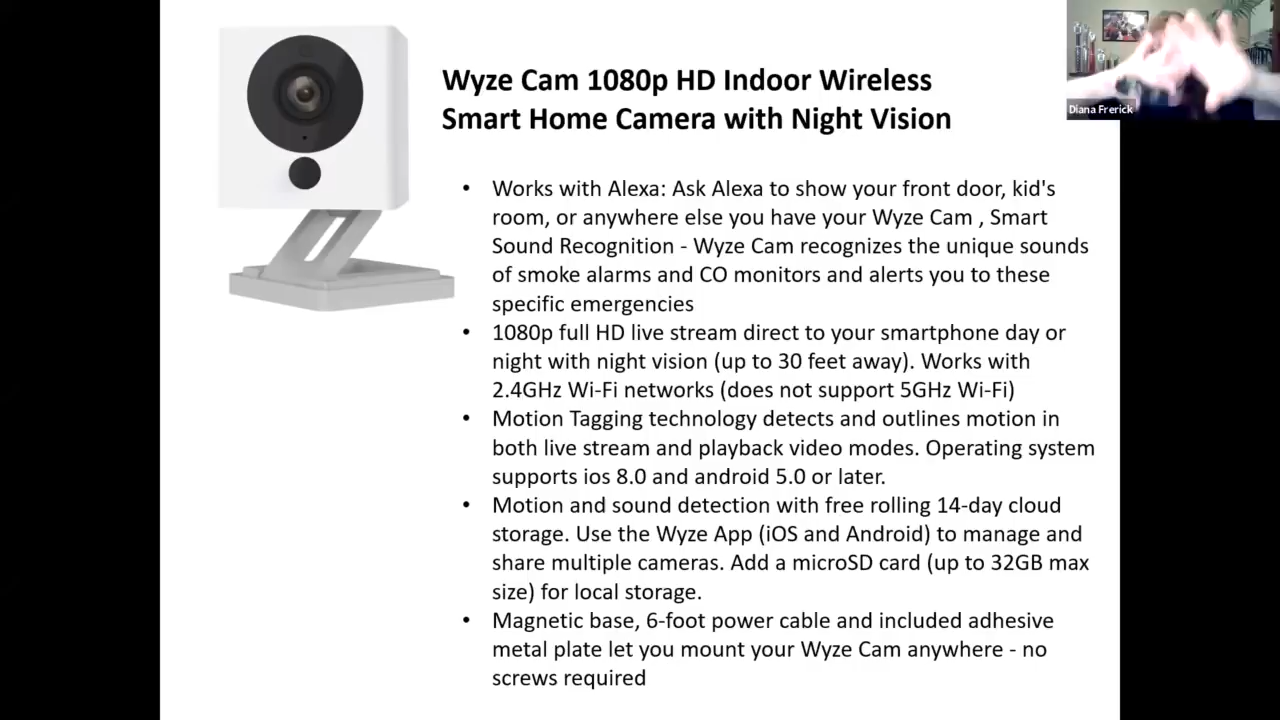 Wyze Cam 1080p HD Indoor Wireless
Smart Home Camera with Night Vision
Diana Frerick
• Works with Alexa: Ask Alexa to show your front door, kid's
room, or anywhere else you have your Wyze Cam , Smart
Sound Recognition - Wyze Cam recognizes the unique sounds
of smoke alarms and CO monitors and alerts you to these
specific emergencies
• 1080p full HD live stream direct to your smartphone day or
night with night vision (up to 30 feet away). Works with
2.4GHz Wi-Fi networks (does not support 5GHz Wi-Fi)
• Motion Tagging technology detects and outlines motion in
both live stream and playback video modes. Operating system
supports ios 8.0 and android 5.0 or later.
• Motion and sound detection with free rolling 14-day cloud
storage. Use the Wyze App (iOS and Android) to manage and
share multiple cameras. Add a microSD card (up to 32GB max
size) for local storage.
• Magnetic base, 6-foot power cable and included adhesive
metal plate let you mount your Wyze Cam anywhere - no
screws required